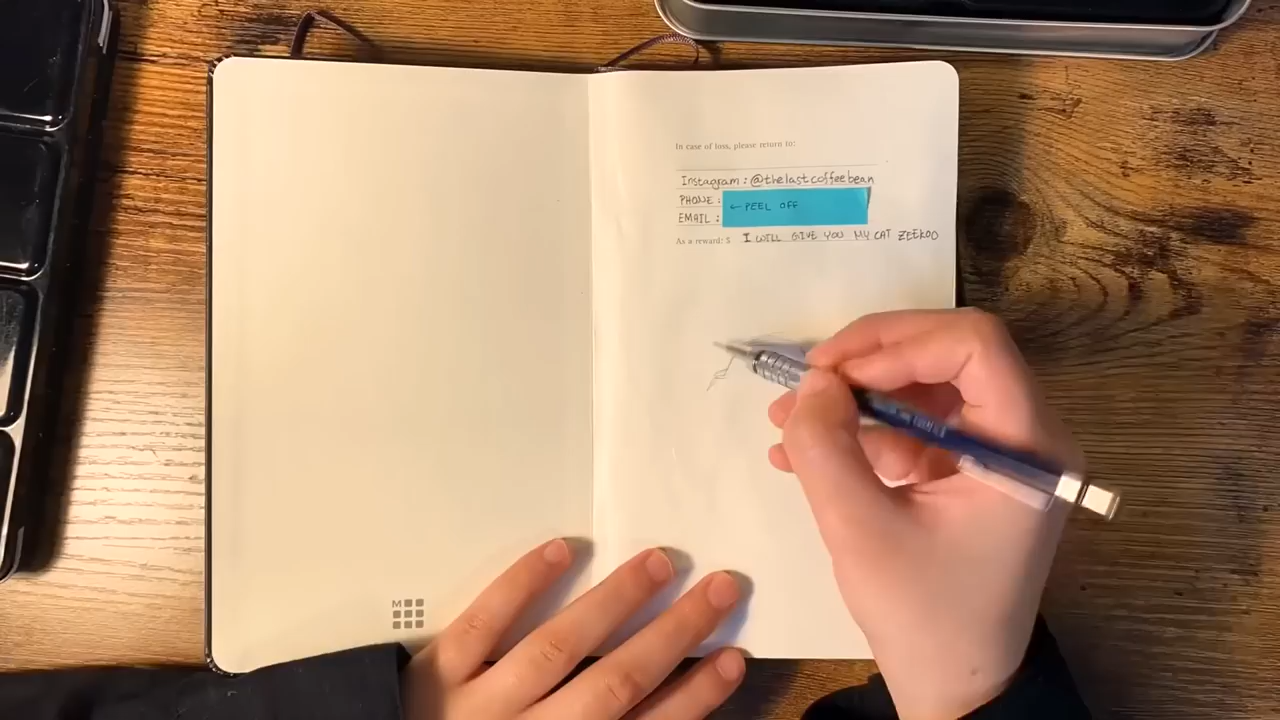 In case of loss, please return to:
Instagram: @thelastcoffeebean
PHONE:
← PEEL OFF
EMAIL:
As a reward: $ I WILL GIVE YOU MY CAT ZEEKOO
M